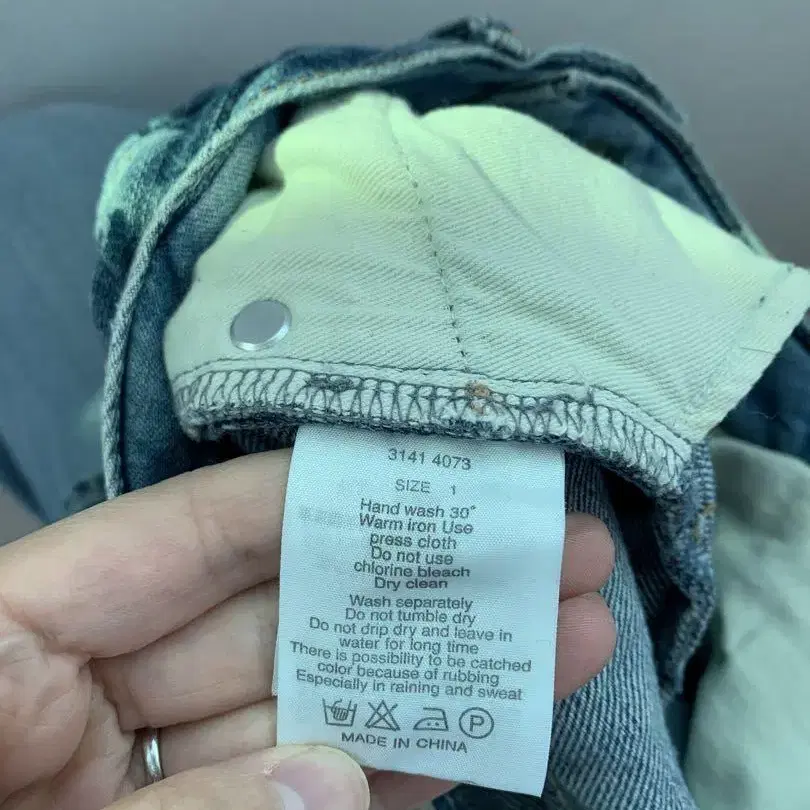 3141 4073
SIZE 1
Hand wash 30°
Warm iron Use
press cloth
Do not use
chlorine bleach
Dry clean
Wash separately
Do not tumble dry
Do not drip dry and leave in
water for long time
There is possibility to be catched
color because of rubbing
Especially in raining and sweat
P
MADE IN CHINA